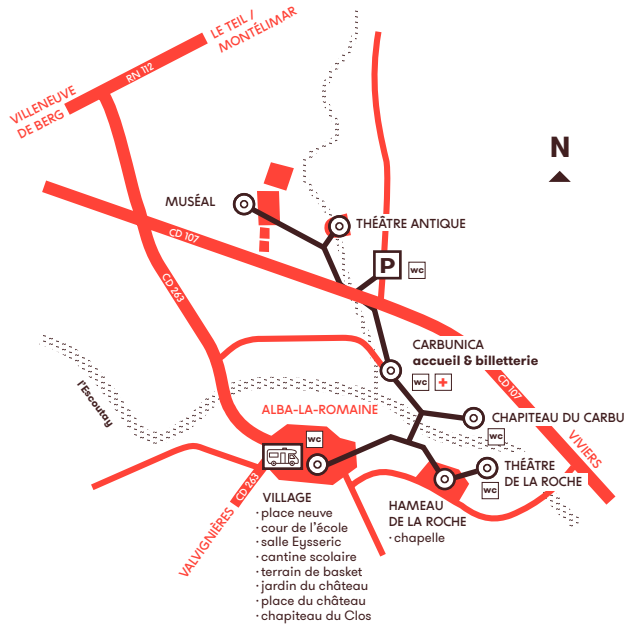 LE TEIL /
MONTÉLIMAR
RN 112
VILLENEUVE
DE BERG
N
MUSÉAL
THÉÂTRE ANTIQUE
CD 107
P
wc
CD 263
CARBUNICA
accueil & billetterie
wc
CD 107
l'Escoutay
ALBA-LA-ROMAINE
CHAPITEAU DU CARBU
wc
wc
VIVIERS
THÉÂTRE
DE LA ROCHE
wc
CD 263
VALVIGNIÈRES
VILLAGE
· place neuve
· cour de l'école
· salle Eysseric
· cantine scolaire
· terrain de basket
· jardin du château
· place du château
· chapiteau du Clos
HAMEAU
DE LA ROCHE
· chapelle